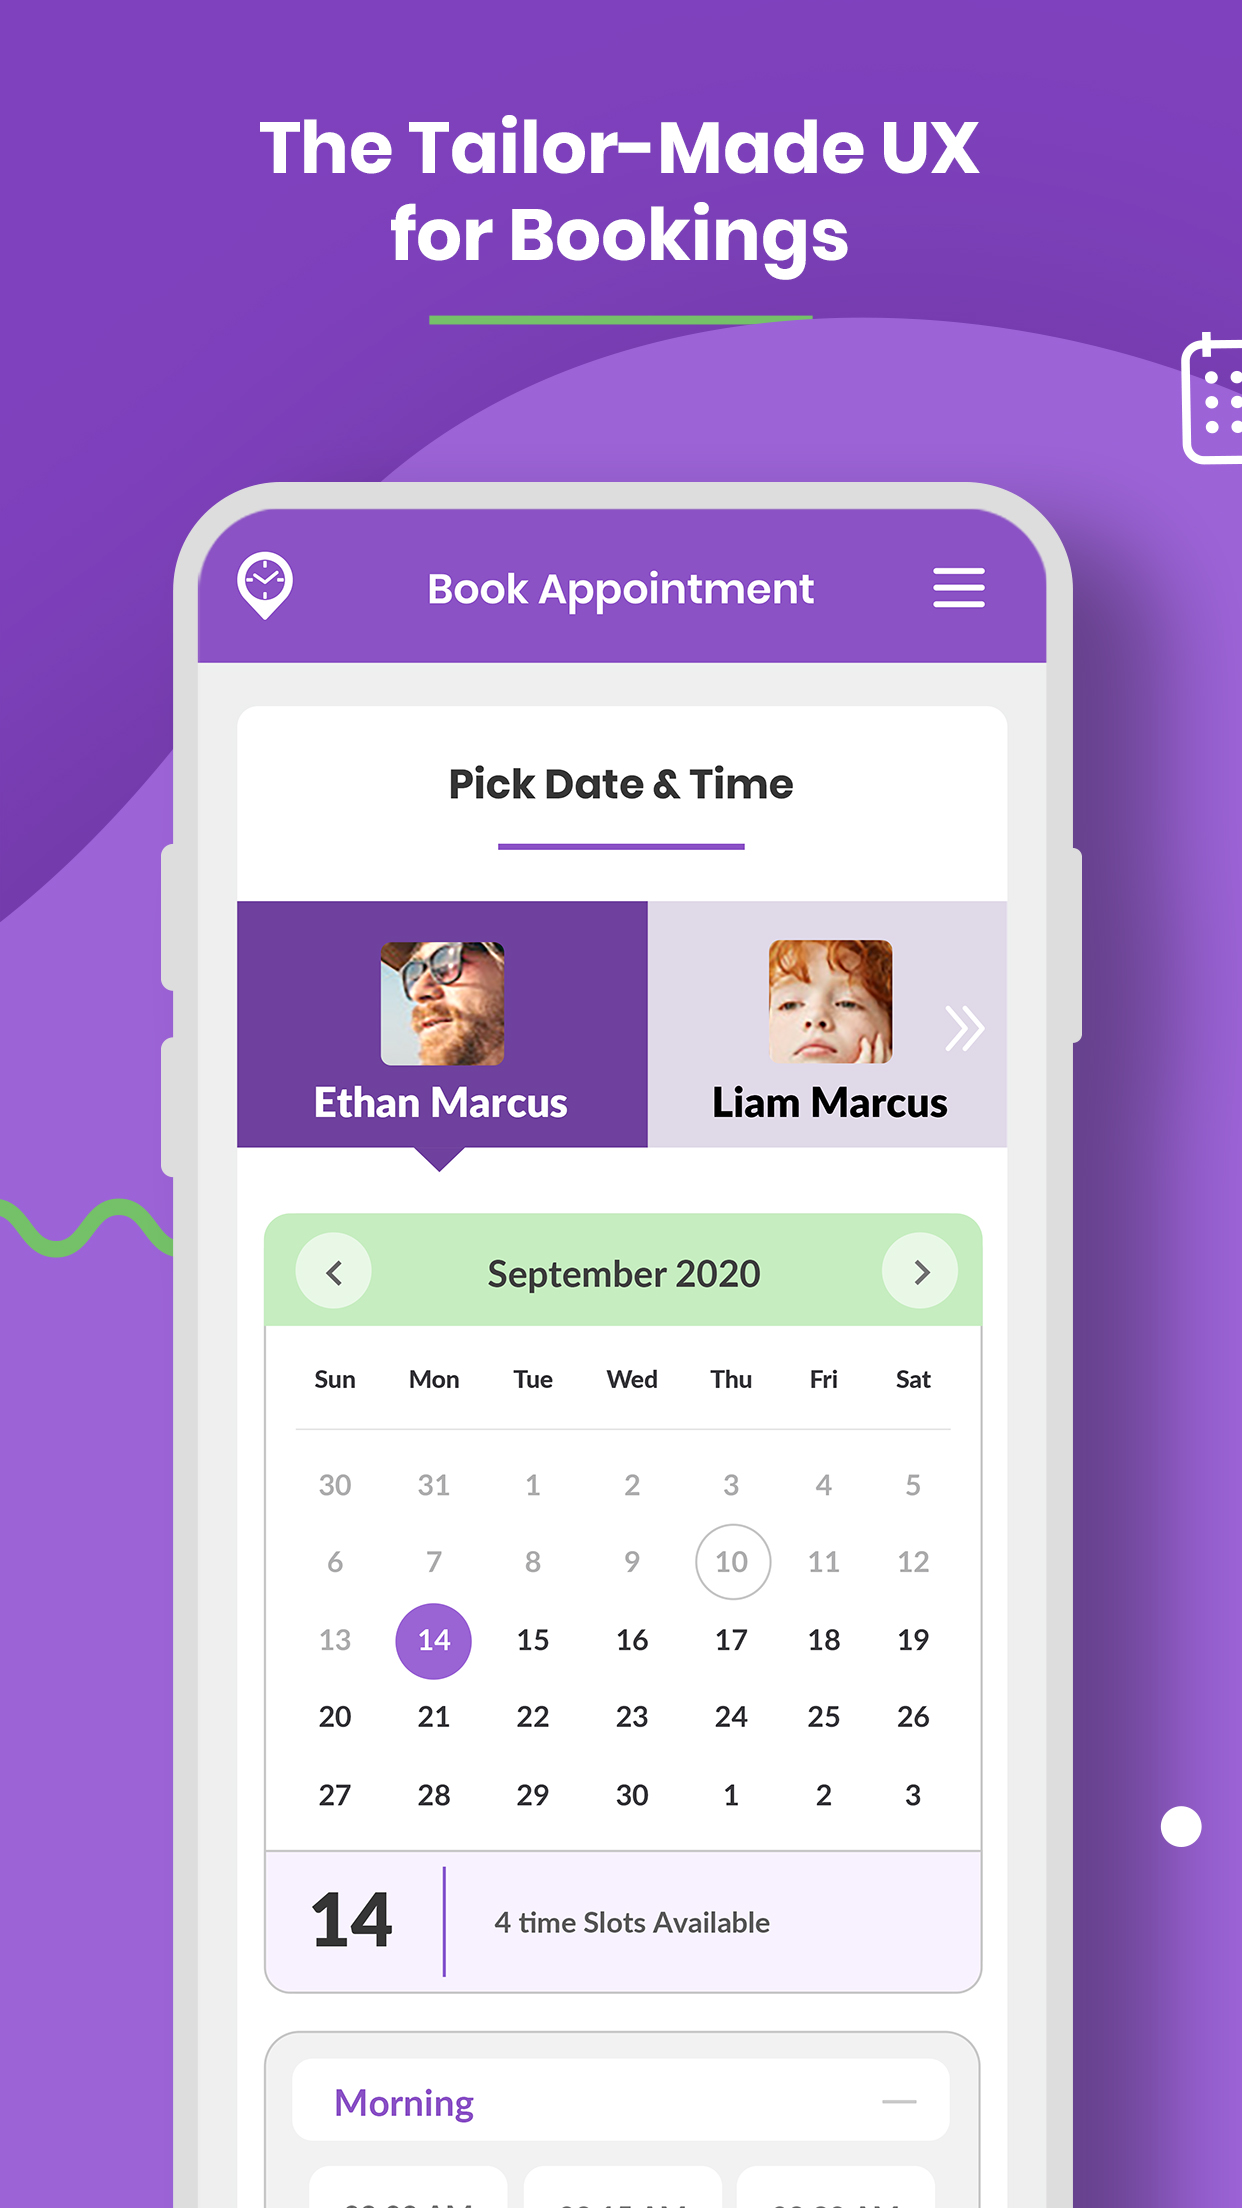 The Tailor-Made UX
for Bookings
Book Appointment
Pick Date & Time
Ethan Marcus
Liam Marcus
September 2020
Sun Mon Tue Wed Thu Fri Sat
30 31 1 2 3 4 5
6 7 8 9 10 11 12
13 14 15 16 17 18 19
20 21 22 23 24 25 26
27 28 29 30 1 2 3
14
4 time Slots Available
Morning